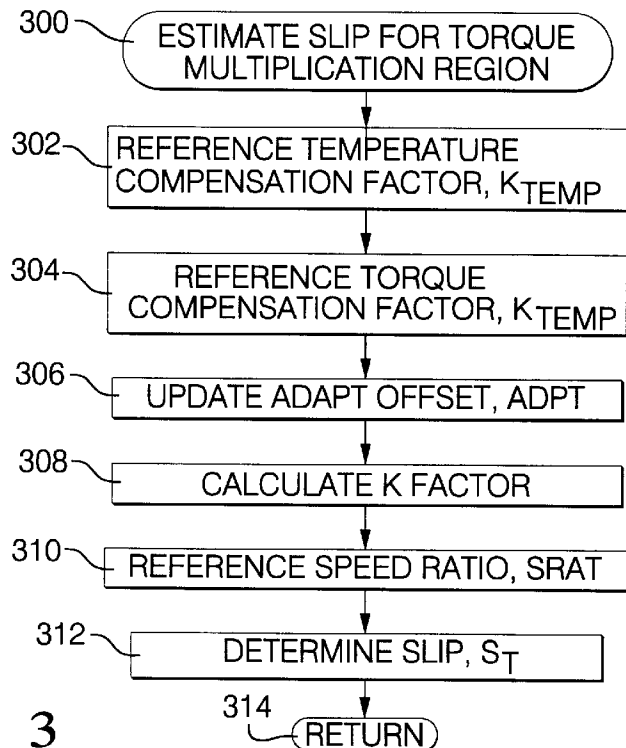 300
ESTIMATE SLIP FOR TORQUE
MULTIPLICATION REGION
302
REFERENCE TEMPERATURE
COMPENSATION FACTOR, KTEMP
304
REFERENCE TORQUE
COMPENSATION FACTOR, KTEMP
306
UPDATE ADAPT OFFSET, ADPT
308
CALCULATE K FACTOR
310
REFERENCE SPEED RATIO, SRAT
312
DETERMINE SLIP, ST
314
RETURN
3